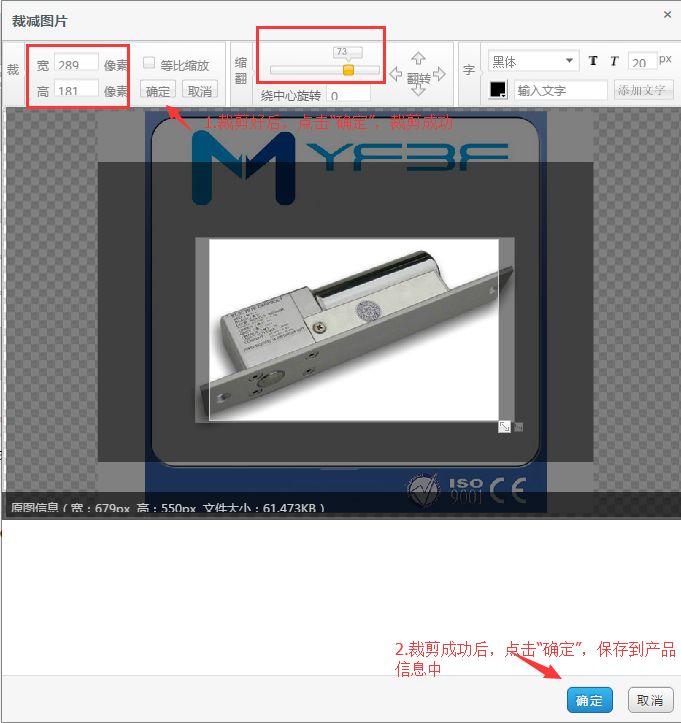 裁减图片
×
裁
宽 289 像素
等比缩放
高 181 像素
确定
取消
缩翻
73
绕中心旋转 0
翻转
字
黑体
T
T
20 px
输入文字
添加文字
1.裁剪好后，点击“确定”，裁剪成功
MYFBF
ISO
9001 CE
原图信息 ( 宽：679px 高：550px 文件大小：61.473KB )
2.裁剪成功后，点击“确定”，保存到产品
信息中
确定
取消